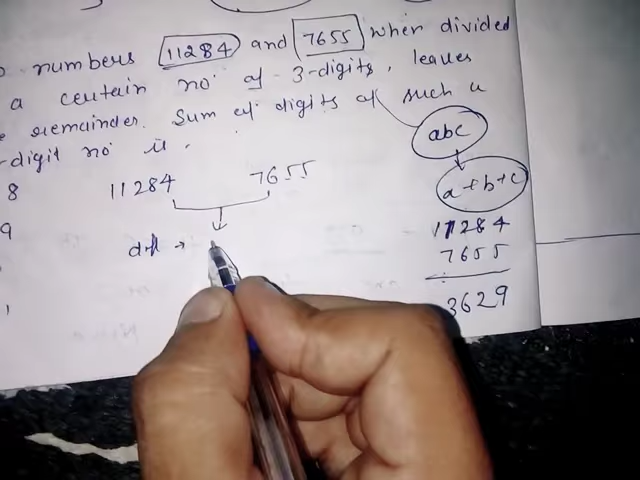 numbers 11284 and 7655 when divided
a certain no of 3-digits, leaves
remainder. Sum of digits of such a
-digit no is.
abc
a+b+c
8
9
11284 7655
diff →
11284
7655
3629